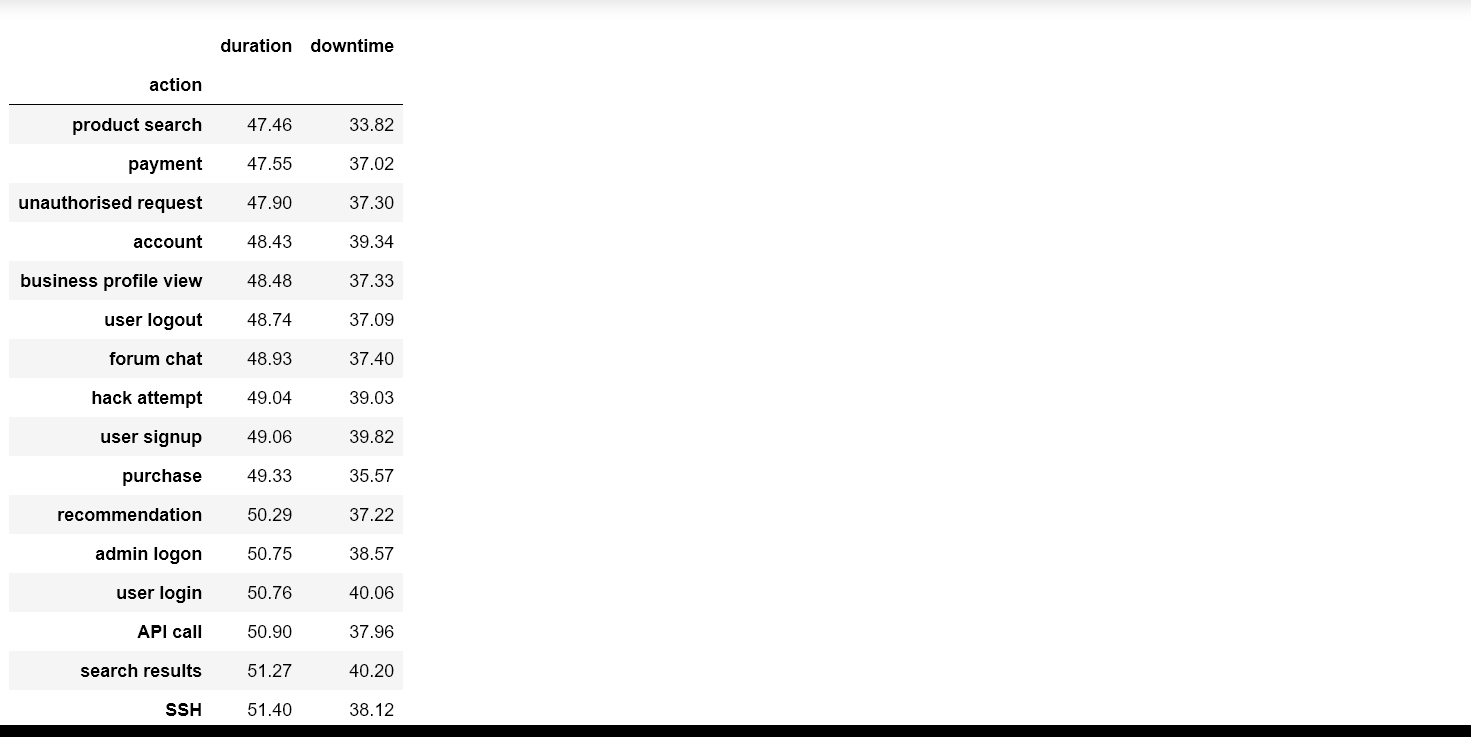 duration downtime
action
product search 47.46 33.82
payment 47.55 37.02
unauthorised request 47.90 37.30
account 48.43 39.34
business profile view 48.48 37.33
user logout 48.74 37.09
forum chat 48.93 37.40
hack attempt 49.04 39.03
user signup 49.06 39.82
purchase 49.33 35.57
recommendation 50.29 37.22
admin logon 50.75 38.57
user login 50.76 40.06
API call 50.90 37.96
search results 51.27 40.20
SSH 51.40 38.12